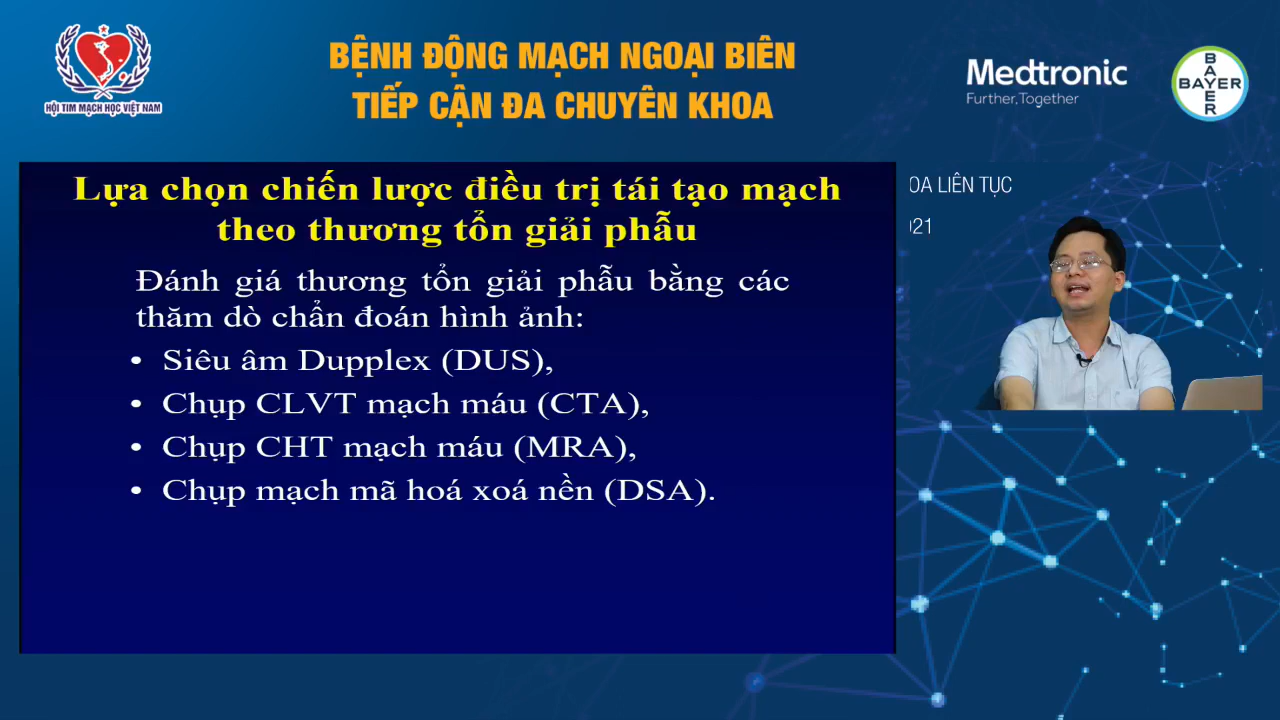 HỘI TIM MẠCH HỌC VIỆT NAM
BỆNH ĐỘNG MẠCH NGOẠI BIÊN
TIẾP CẬN ĐA CHUYÊN KHOA
Medtronic
Further, Together
BAYER
BAYER
Lựa chọn chiến lược điều trị tái tạo mạch
theo thương tổn giải phẫu
Đánh giá thương tổn giải phẫu bằng các
thăm dò chẩn đoán hình ảnh:
• Siêu âm Dupplex (DUS),
• Chụp CLVT mạch máu (CTA),
• Chụp CHT mạch máu (MRA),
• Chụp mạch mã hoá xoá nền (DSA).
OA LIÊN TỤC
021